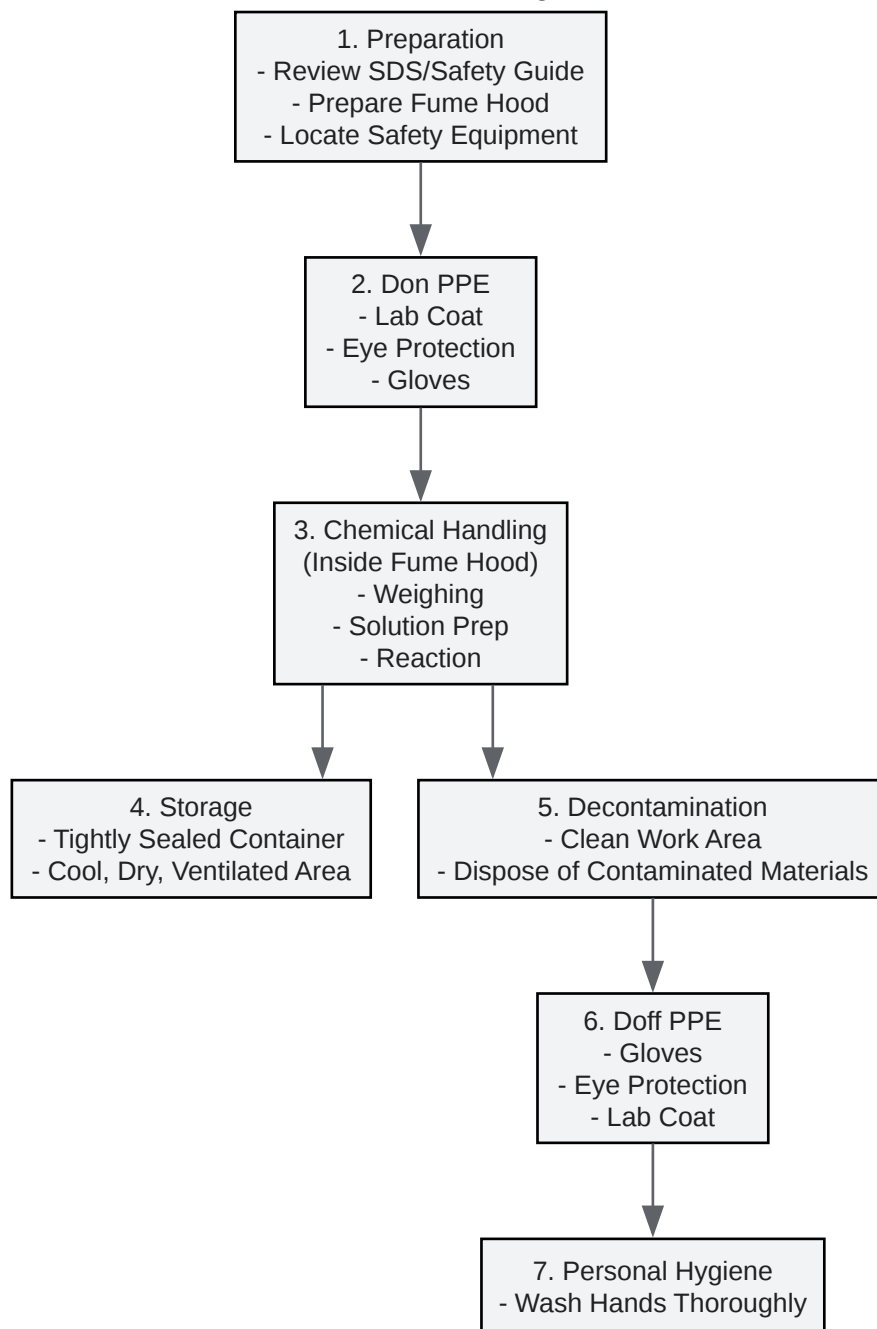 1. Preparation
- Review SDS/Safety Guide
- Prepare Fume Hood
- Locate Safety Equipment
2. Don PPE
- Lab Coat
- Eye Protection
- Gloves
3. Chemical Handling
(Inside Fume Hood)
- Weighing
- Solution Prep
- Reaction
4. Storage
- Tightly Sealed Container
- Cool, Dry, Ventilated Area
5. Decontamination
- Clean Work Area
- Dispose of Contaminated Materials
6. Doff PPE
- Gloves
- Eye Protection
- Lab Coat
7. Personal Hygiene
- Wash Hands Thoroughly